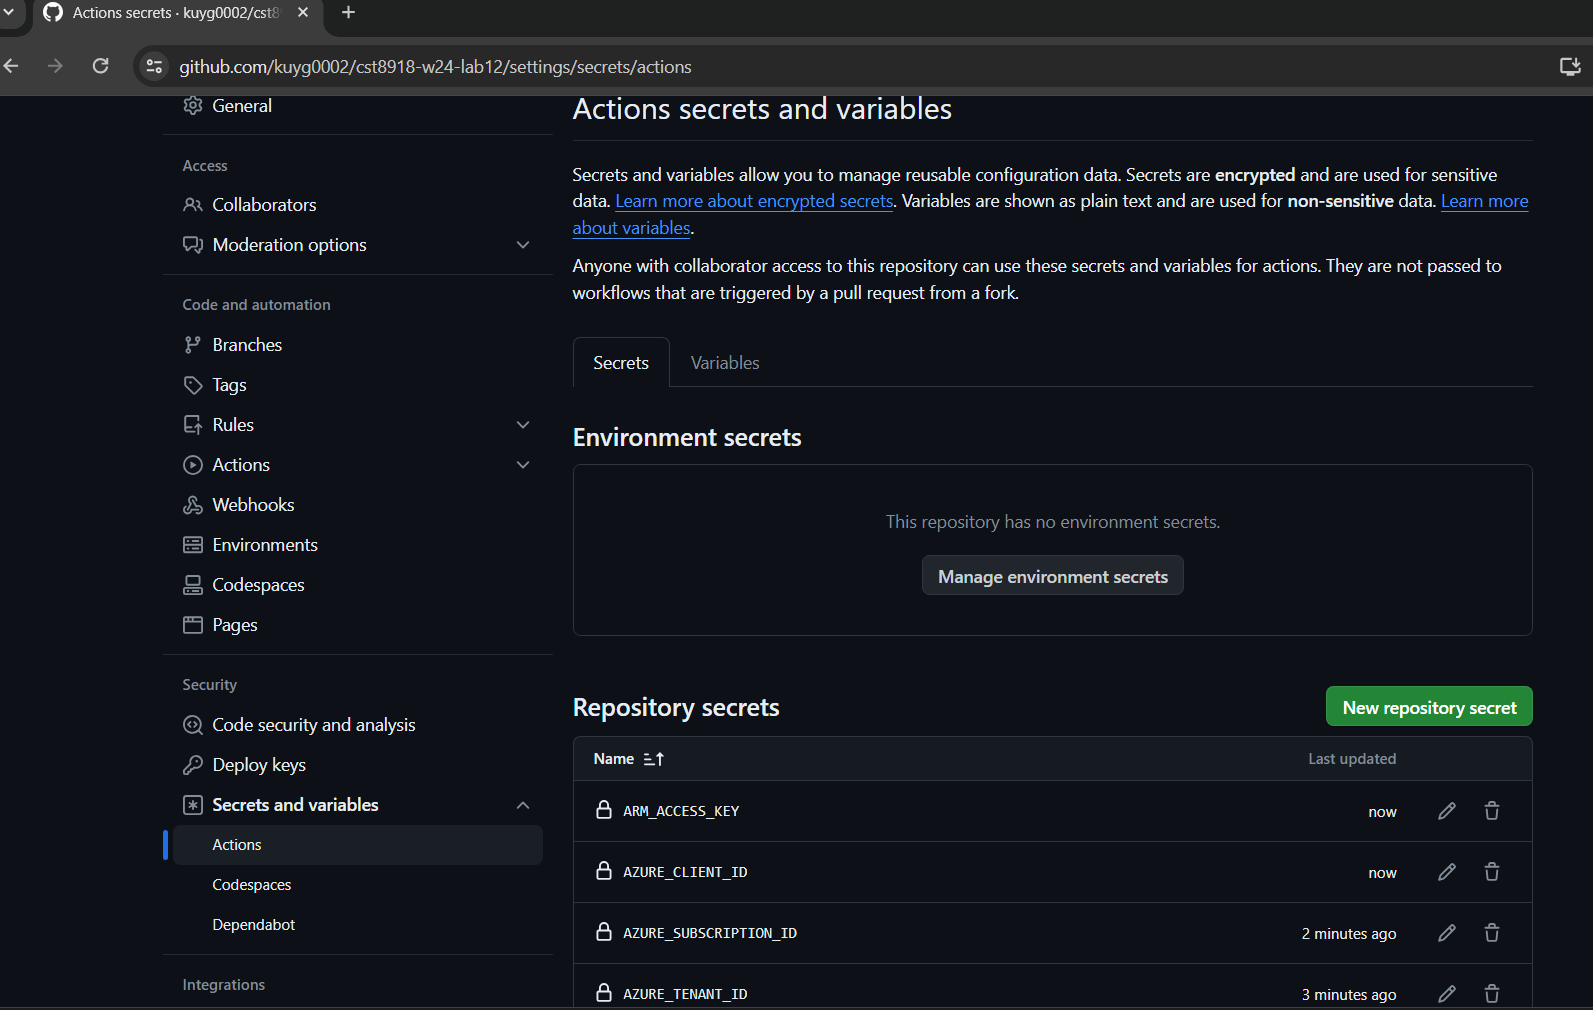 Actions secrets · kuyg0002/cst8
github.com/kuyg0002/cst8918-w24-lab12/settings/secrets/actions
General
Access
Collaborators
Moderation options
Code and automation
Branches
Tags
Rules
Actions
Webhooks
Environments
Codespaces
Pages
Security
Code security and analysis
Deploy keys
Secrets and variables
Actions
Codespaces
Dependabot
Integrations
Actions secrets and variables
Secrets and variables allow you to manage reusable configuration data. Secrets are encrypted and are used for sensitive
data. Learn more about encrypted secrets. Variables are shown as plain text and are used for non-sensitive data. Learn more
about variables.
Anyone with collaborator access to this repository can use these secrets and variables for actions. They are not passed to
workflows that are triggered by a pull request from a fork.
Secrets Variables
Environment secrets
This repository has no environment secrets.
Manage environment secrets
Repository secrets New repository secret
Name Last updated
ARM_ACCESS_KEY now
AZURE_CLIENT_ID now
AZURE_SUBSCRIPTION_ID 2 minutes ago
AZURE_TENANT_ID 3 minutes ago